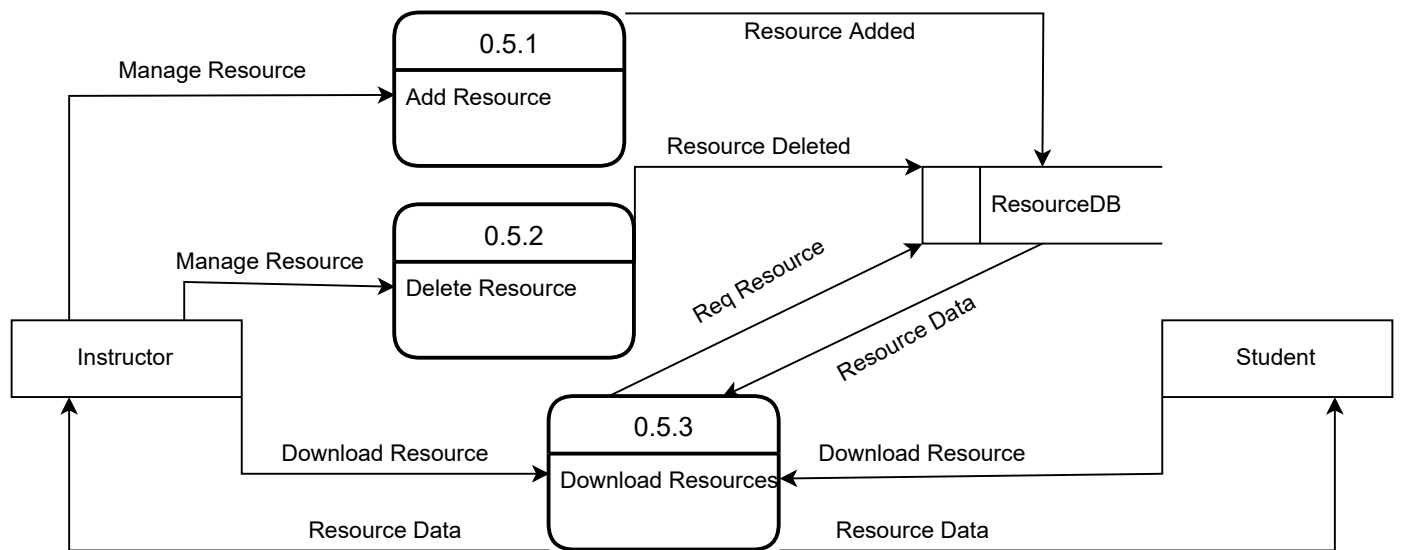 0.5.1
Resource Added
Manage Resource
Add Resource
Resource Deleted
ResourceDB
0.5.2
Manage Resource
Delete Resource
Req Resource
Resource Data
Instructor
Student
0.5.3
Download Resource
Download Resource
Download Resources
Resource Data
Resource Data